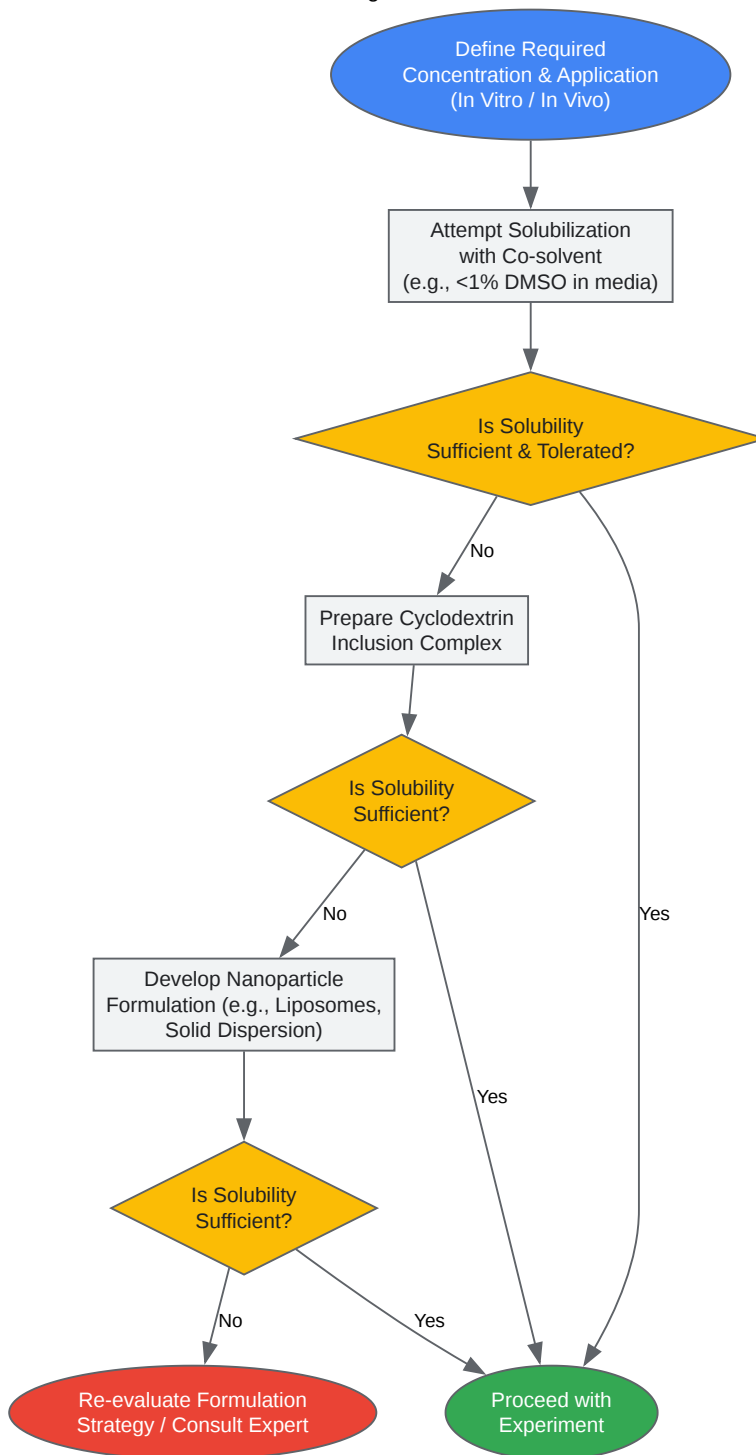 Define Required
Concentration & Application
(In Vitro / In Vivo)
Attempt Solubilization
with Co-solvent
(e.g., <1% DMSO in media)
Is Solubility
Sufficient & Tolerated?
No
Prepare Cyclodextrin
Inclusion Complex
Is Solubility
Sufficient?
No
Yes
Develop Nanoparticle
Formulation (e.g., Liposomes,
Solid Dispersion)
Yes
Is Solubility
Sufficient?
No
Yes
Re-evaluate Formulation
Strategy / Consult Expert
Proceed with
Experiment